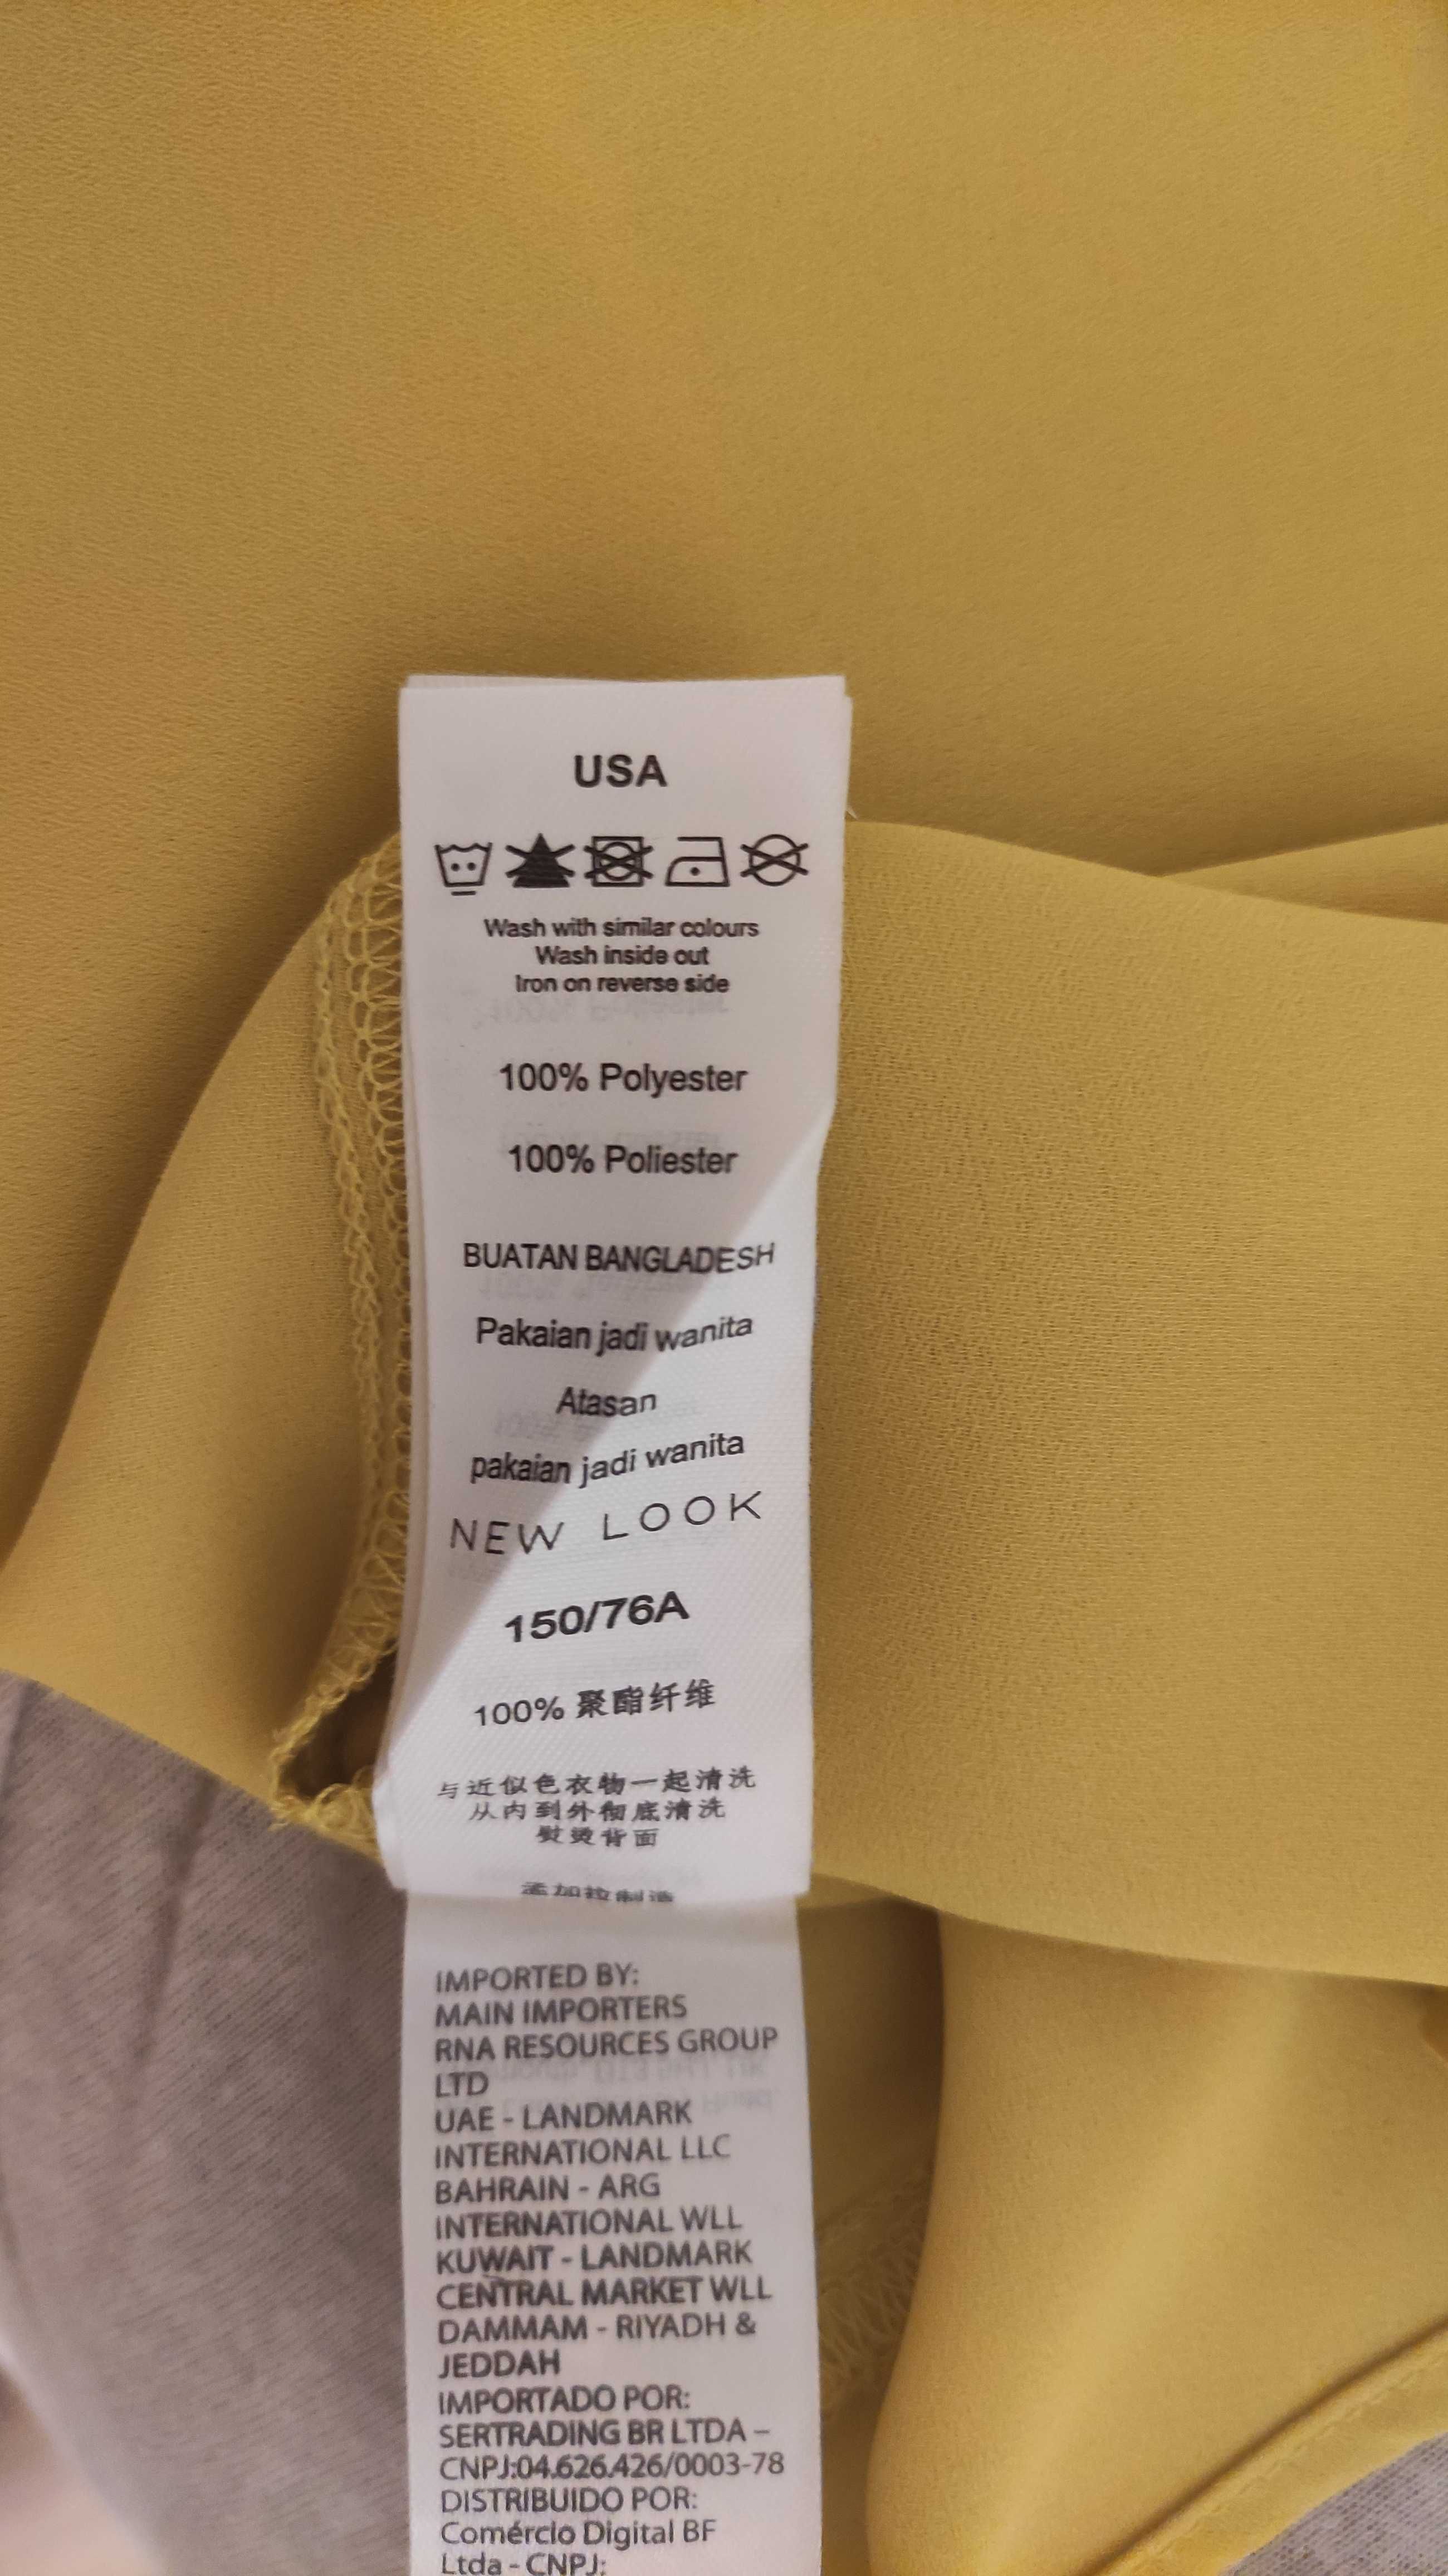 USA
Wash with similar colours
Wash inside out
Iron on reverse side
100% Polyester
100% Poliester
BUATAN BANGLADESH
Pakaian jadi wanita
Atasan
pakaian jadi wanita
NEW LOOK
150/76A
100% 聚酯纤维
与近似色衣物一起清洗
从内到外彻底清洗
熨烫背面
孟加拉制造
IMPORTED BY:
MAIN IMPORTERS
RNA RESOURCES GROUP
LTD
UAE - LANDMARK
INTERNATIONAL LLC
BAHRAIN - ARG
INTERNATIONAL WLL
KUWAIT - LANDMARK
CENTRAL MARKET WLL
DAMMAM - RIYADH &
JEDDAH
IMPORTADO POR:
SERTRADING BR LTDA –
CNPJ:04.626.426/0003-78
DISTRIBUIDO POR:
Comércio Digital BF
Ltda - CNPJ: